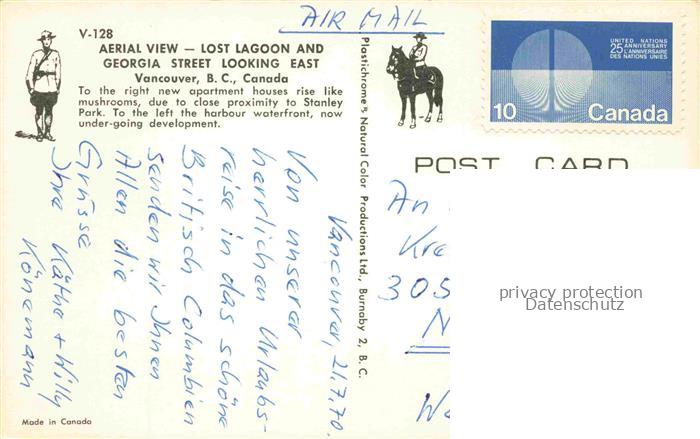 AIR MAIL
V-128
AERIAL VIEW — LOST LAGOON AND
GEORGIA STREET LOOKING EAST
Vancouver, B. C., Canada
To the right new apartment houses rise like
mushrooms, due to close proximity to Stanley
Park. To the left the harbour waterfront, now
under-going development.
Vancouver, 21.7.70.
Von unserer
herrlichen Urlaubs-
reise in das schöne
Britisch Columbien
senden wir Ihnen
Allen die besten
Grüsse
Ihre Käthe + Willy
Könemann
Made in Canada
Plastichrome® Natural Color Productions Ltd., Burnaby 2, B. C.
UNITED NATIONS
25e ANNIVERSARY
L'ANNIVERSAIRE
DES NATIONS UNIES
10 Canada
POST CARD
An
305
privacy protection
Datenschutz